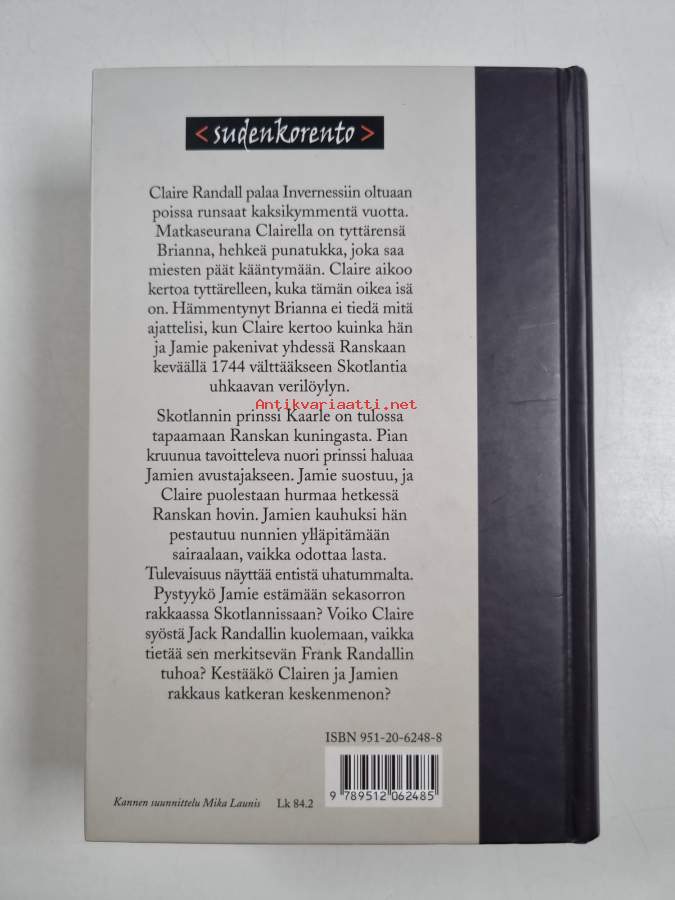 < sudenkorento >
Claire Randall palaa Invernessiin oltuaan
poissa runsaat kaksikymmentä vuotta.
Matkaseurana Clairella on tyttärensä
Brianna, hehkeä punatukka, joka saa
miesten päät kääntymään. Claire aikoo
kertoa tyttärelleen, kuka tämän oikea isä
on. Hämmentynyt Brianna ei tiedä mitä
ajattelisi, kun Claire kertoo kuinka hän
ja Jamie pakenivat yhdessä Ranskaan
keväällä 1744 välttääkseen Skotlantia
uhkaavan verilöylyn.
Antikvariaatti.net
Skotlannin prinssi Kaarle on tulossa
tapaamaan Ranskan kuningasta. Pian
kruunua tavoitteleva nuori prinssi haluaa
Jamien avustajakseen. Jamie suostuu, ja
Claire puolestaan hurmaa hetkessä
Ranskan hovin. Jamien kauhuksi hän
pestautuu nunnien ylläpitämään
sairaalaan, vaikka odottaa lasta.
Tulevaisuus näyttää entistä uhatummalta.
Pystyykö Jamie estämään sekasorron
rakkaassa Skotlannissaan? Voiko Claire
syöstä Jack Randallin kuolemaan, vaikka
tietää sen merkitsevän Frank Randallin
tuhoa? Kestääkö Clairen ja Jamien
rakkaus katkeran keskenmenon?
ISBN 951-20-6248-8
9 789512 062485
Kannen suunnittelu Mika Launis Lk 84.2